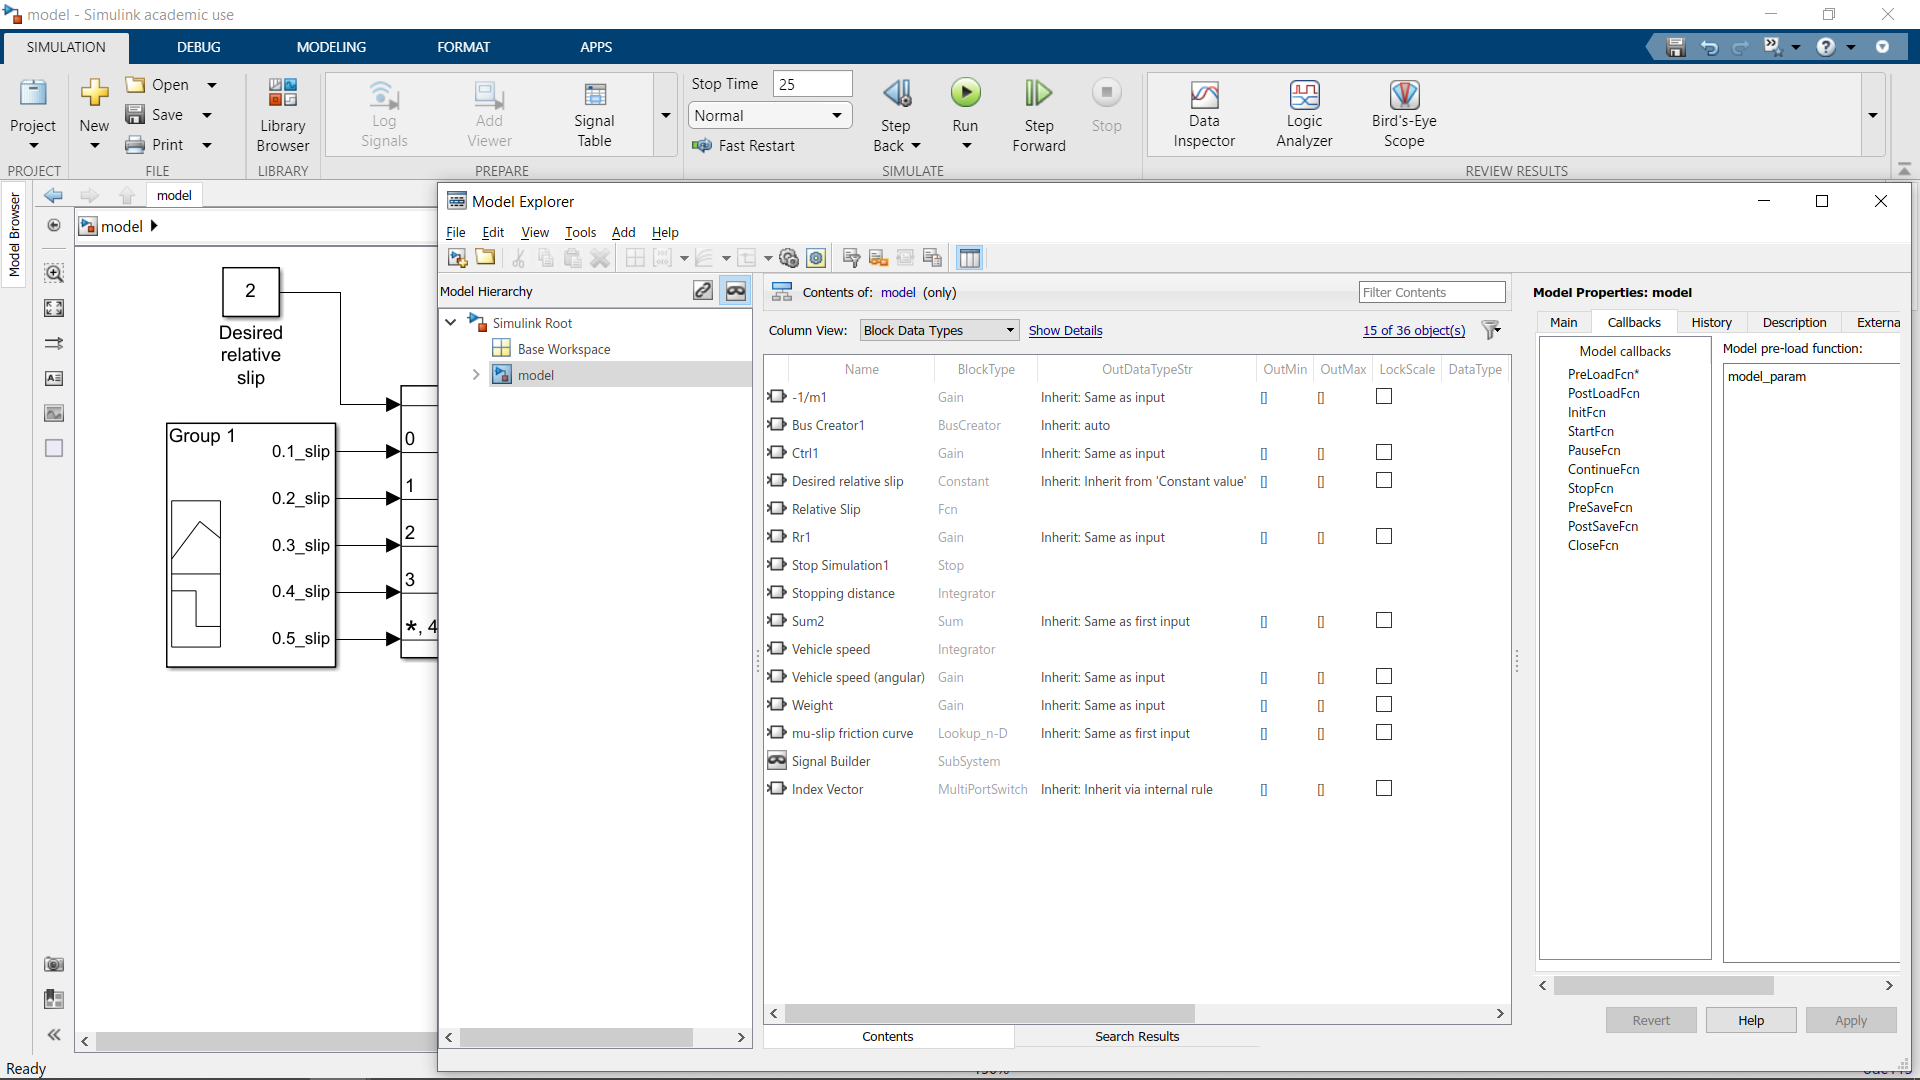 model - Simulink academic use
SIMULATION DEBUG MODELING FORMAT APPS
Project
New
Open
Save
Print
Library Browser
Log Signals
Add Viewer
Signal Table
Stop Time 25
Normal
Fast Restart
Step Back
Run
Step Forward
Stop
Data Inspector
Logic Analyzer
Bird's-Eye Scope
PROJECT FILE LIBRARY PREPARE SIMULATE REVIEW RESULTS
Model Browser
model
model
2
Desired
relative
slip
Group 1
0.1_slip
0.2_slip
0.3_slip
0.4_slip
0.5_slip
0
1
2
3
*, 4
Ready
Model Explorer
File Edit View Tools Add Help
Model Hierarchy
Simulink Root
Base Workspace
model
Contents of: model (only)
Filter Contents
Column View: Block Data Types Show Details 15 of 36 object(s)
Name BlockType OutDataTypeStr OutMin OutMax LockScale DataType
-1/m1 Gain Inherit: Same as input [] []
Bus Creator1 BusCreator Inherit: auto
Ctrl1 Gain Inherit: Same as input [] []
Desired relative slip Constant Inherit: Inherit from 'Constant value' [] []
Relative Slip Fcn
Rr1 Gain Inherit: Same as input [] []
Stop Simulation1 Stop
Stopping distance Integrator
Sum2 Sum Inherit: Same as first input [] []
Vehicle speed Integrator
Vehicle speed (angular) Gain Inherit: Same as input [] []
Weight Gain Inherit: Same as input [] []
mu-slip friction curve Lookup_n-D Inherit: Same as first input [] []
Signal Builder SubSystem
Index Vector MultiPortSwitch Inherit: Inherit via internal rule [] []
Contents Search Results
Model Properties: model
Main Callbacks History Description Externa
Model callbacks
PreLoadFcn*
PostLoadFcn
InitFcn
StartFcn
PauseFcn
ContinueFcn
StopFcn
PreSaveFcn
PostSaveFcn
CloseFcn
Model pre-load function:
model_param
Revert Help Apply